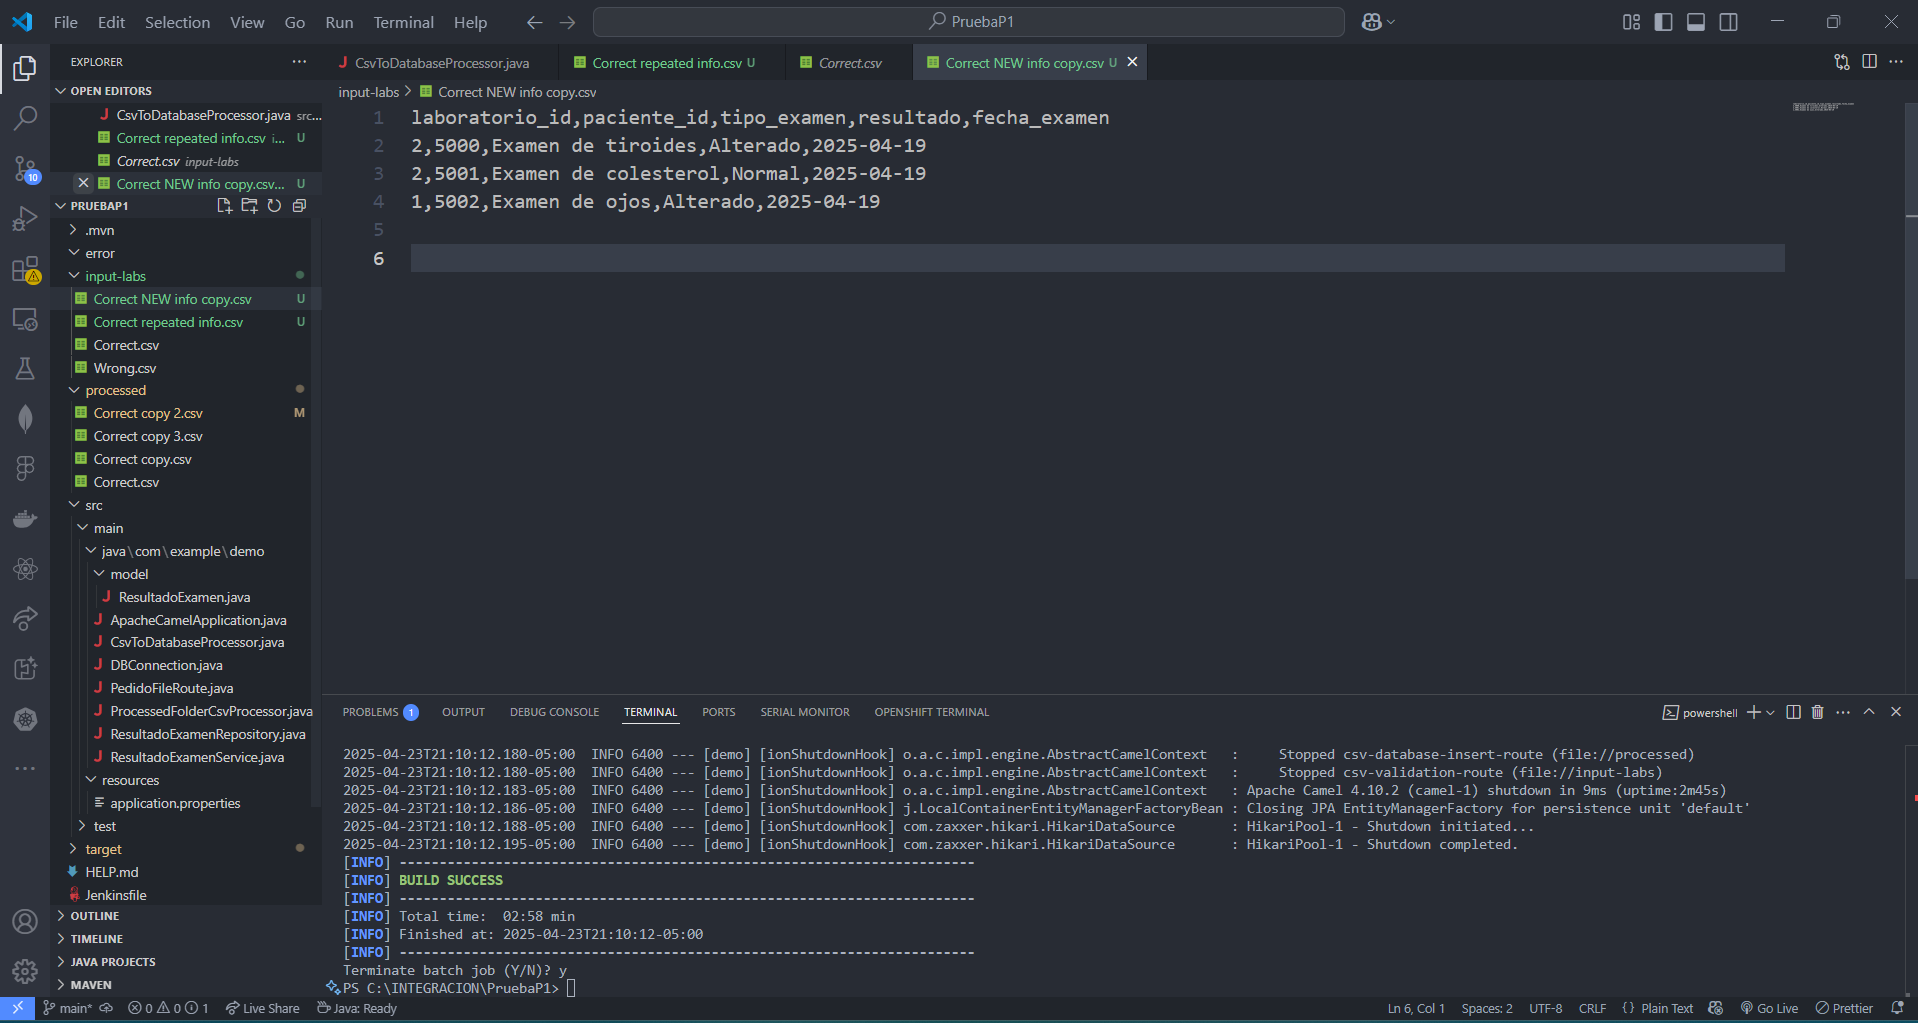 File Edit Selection View Go Run Terminal Help
PruebaP1
EXPLORER
OPEN EDITORS
CsvToDatabaseProcessor.java src...
Correct repeated info.csv i... U
Correct.csv input-labs
Correct NEW info copy.csv... U
PRUEBAP1
.mvn
error
input-labs
Correct NEW info copy.csv U
Correct repeated info.csv U
Correct.csv
Wrong.csv
processed
Correct copy 2.csv M
Correct copy 3.csv
Correct copy.csv
Correct.csv
src
main
java\com\example\demo
model
ResultadoExamen.java
ApacheCamelApplication.java
CsvToDatabaseProcessor.java
DBConnection.java
PedidoFileRoute.java
ProcessedFolderCsvProcessor.java
ResultadoExamenRepository.java
ResultadoExamenService.java
resources
application.properties
test
target
HELP.md
Jenkinsfile
OUTLINE
TIMELINE
JAVA PROJECTS
MAVEN
10
CsvToDatabaseProcessor.java Correct repeated info.csv U Correct.csv Correct NEW info copy.csv U
input-labs > Correct NEW info copy.csv
1 laboratorio_id,paciente_id,tipo_examen,resultado,fecha_examen
2 2,5000,Examen de tiroides,Alterado,2025-04-19
3 2,5001,Examen de colesterol,Normal,2025-04-19
4 1,5002,Examen de ojos,Alterado,2025-04-19
5
6
PROBLEMS 1 OUTPUT DEBUG CONSOLE TERMINAL PORTS SERIAL MONITOR OPENSHIFT TERMINAL
powershell
2025-04-23T21:10:12.180-05:00 INFO 6400 --- [demo] [ionShutdownHook] o.a.c.impl.engine.AbstractCamelContext : Stopped csv-database-insert-route (file://processed)
2025-04-23T21:10:12.180-05:00 INFO 6400 --- [demo] [ionShutdownHook] o.a.c.impl.engine.AbstractCamelContext : Stopped csv-validation-route (file://input-labs)
2025-04-23T21:10:12.183-05:00 INFO 6400 --- [demo] [ionShutdownHook] o.a.c.impl.engine.AbstractCamelContext : Apache Camel 4.10.2 (camel-1) shutdown in 9ms (uptime:2m45s)
2025-04-23T21:10:12.186-05:00 INFO 6400 --- [demo] [ionShutdownHook] j.LocalContainerEntityManagerFactoryBean : Closing JPA EntityManagerFactory for persistence unit 'default'
2025-04-23T21:10:12.188-05:00 INFO 6400 --- [demo] [ionShutdownHook] com.zaxxer.hikari.HikariDataSource : HikariPool-1 - Shutdown initiated...
2025-04-23T21:10:12.195-05:00 INFO 6400 --- [demo] [ionShutdownHook] com.zaxxer.hikari.HikariDataSource : HikariPool-1 - Shutdown completed.
[INFO] ------------------------------------------------------------------------
[INFO] BUILD SUCCESS
[INFO] ------------------------------------------------------------------------
[INFO] Total time:  02:58 min
[INFO] Finished at: 2025-04-23T21:10:12-05:00
[INFO] ------------------------------------------------------------------------
Terminate batch job (Y/N)? y
PS C:\INTEGRACION\PruebaP1>
main* 0 0 1 Live Share Java: Ready Ln 6, Col 1 Spaces: 2 UTF-8 CRLF {} Plain Text Go Live Prettier